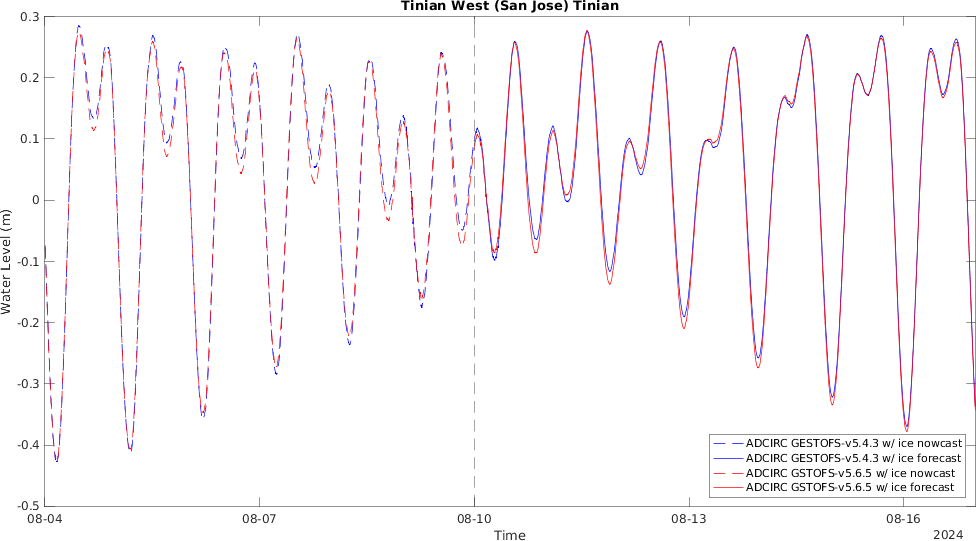 Tinian West (San Jose) Tinian
0.3
0.2
0.1
0
-0.1
-0.2
-0.3
-0.4
-0.5
Water Level (m)
08-04
08-07
08-10
08-13
08-16
Time
2024
ADCIRC GESTOFS-v5.4.3 w/ ice nowcast
ADCIRC GESTOFS-v5.4.3 w/ ice forecast
ADCIRC GSTOFS-v5.6.5 w/ ice nowcast
ADCIRC GSTOFS-v5.6.5 w/ ice forecast